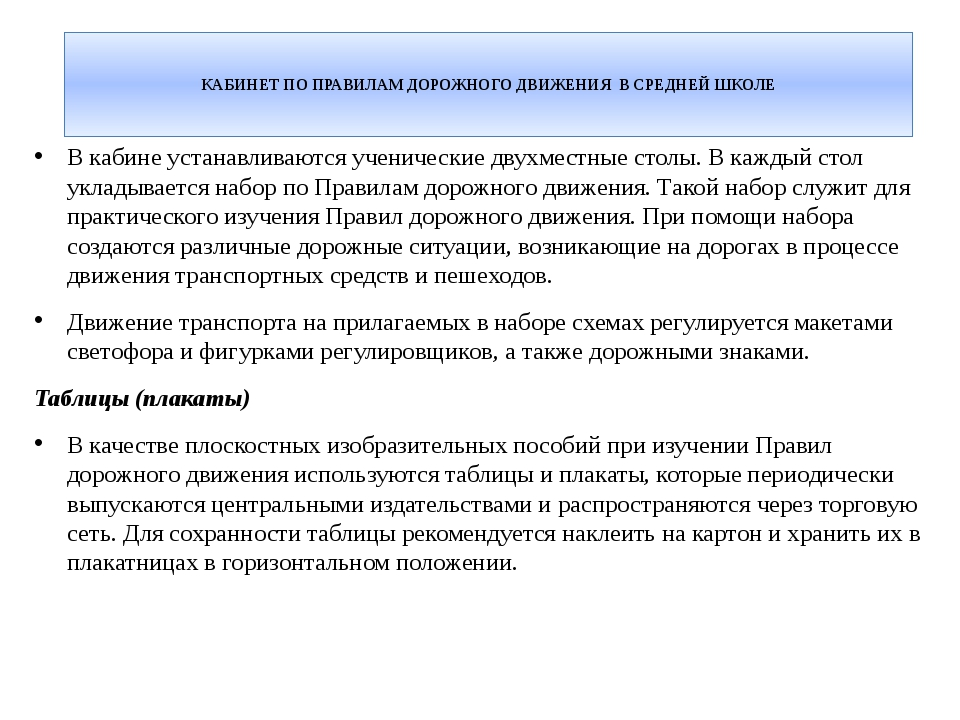 КАБИНЕТ ПО ПРАВИЛАМ ДОРОЖНОГО ДВИЖЕНИЯ В СРЕДНЕЙ ШКОЛЕ
• В кабине устанавливаются ученические двухместные столы. В каждый стол
укладывается набор по Правилам дорожного движения. Такой набор служит для
практического изучения Правил дорожного движения. При помощи набора
создаются различные дорожные ситуации, возникающие на дорогах в процессе
движения транспортных средств и пешеходов.
• Движение транспорта на прилагаемых в наборе схемах регулируется макетами
светофора и фигурками регулировщиков, а также дорожными знаками.
Таблицы (плакаты)
• В качестве плоскостных изобразительных пособий при изучении Правил
дорожного движения используются таблицы и плакаты, которые периодически
выпускаются центральными издательствами и распространяются через торговую
сеть. Для сохранности таблицы рекомендуется наклеить на картон и хранить их в
плакатницах в горизонтальном положении.